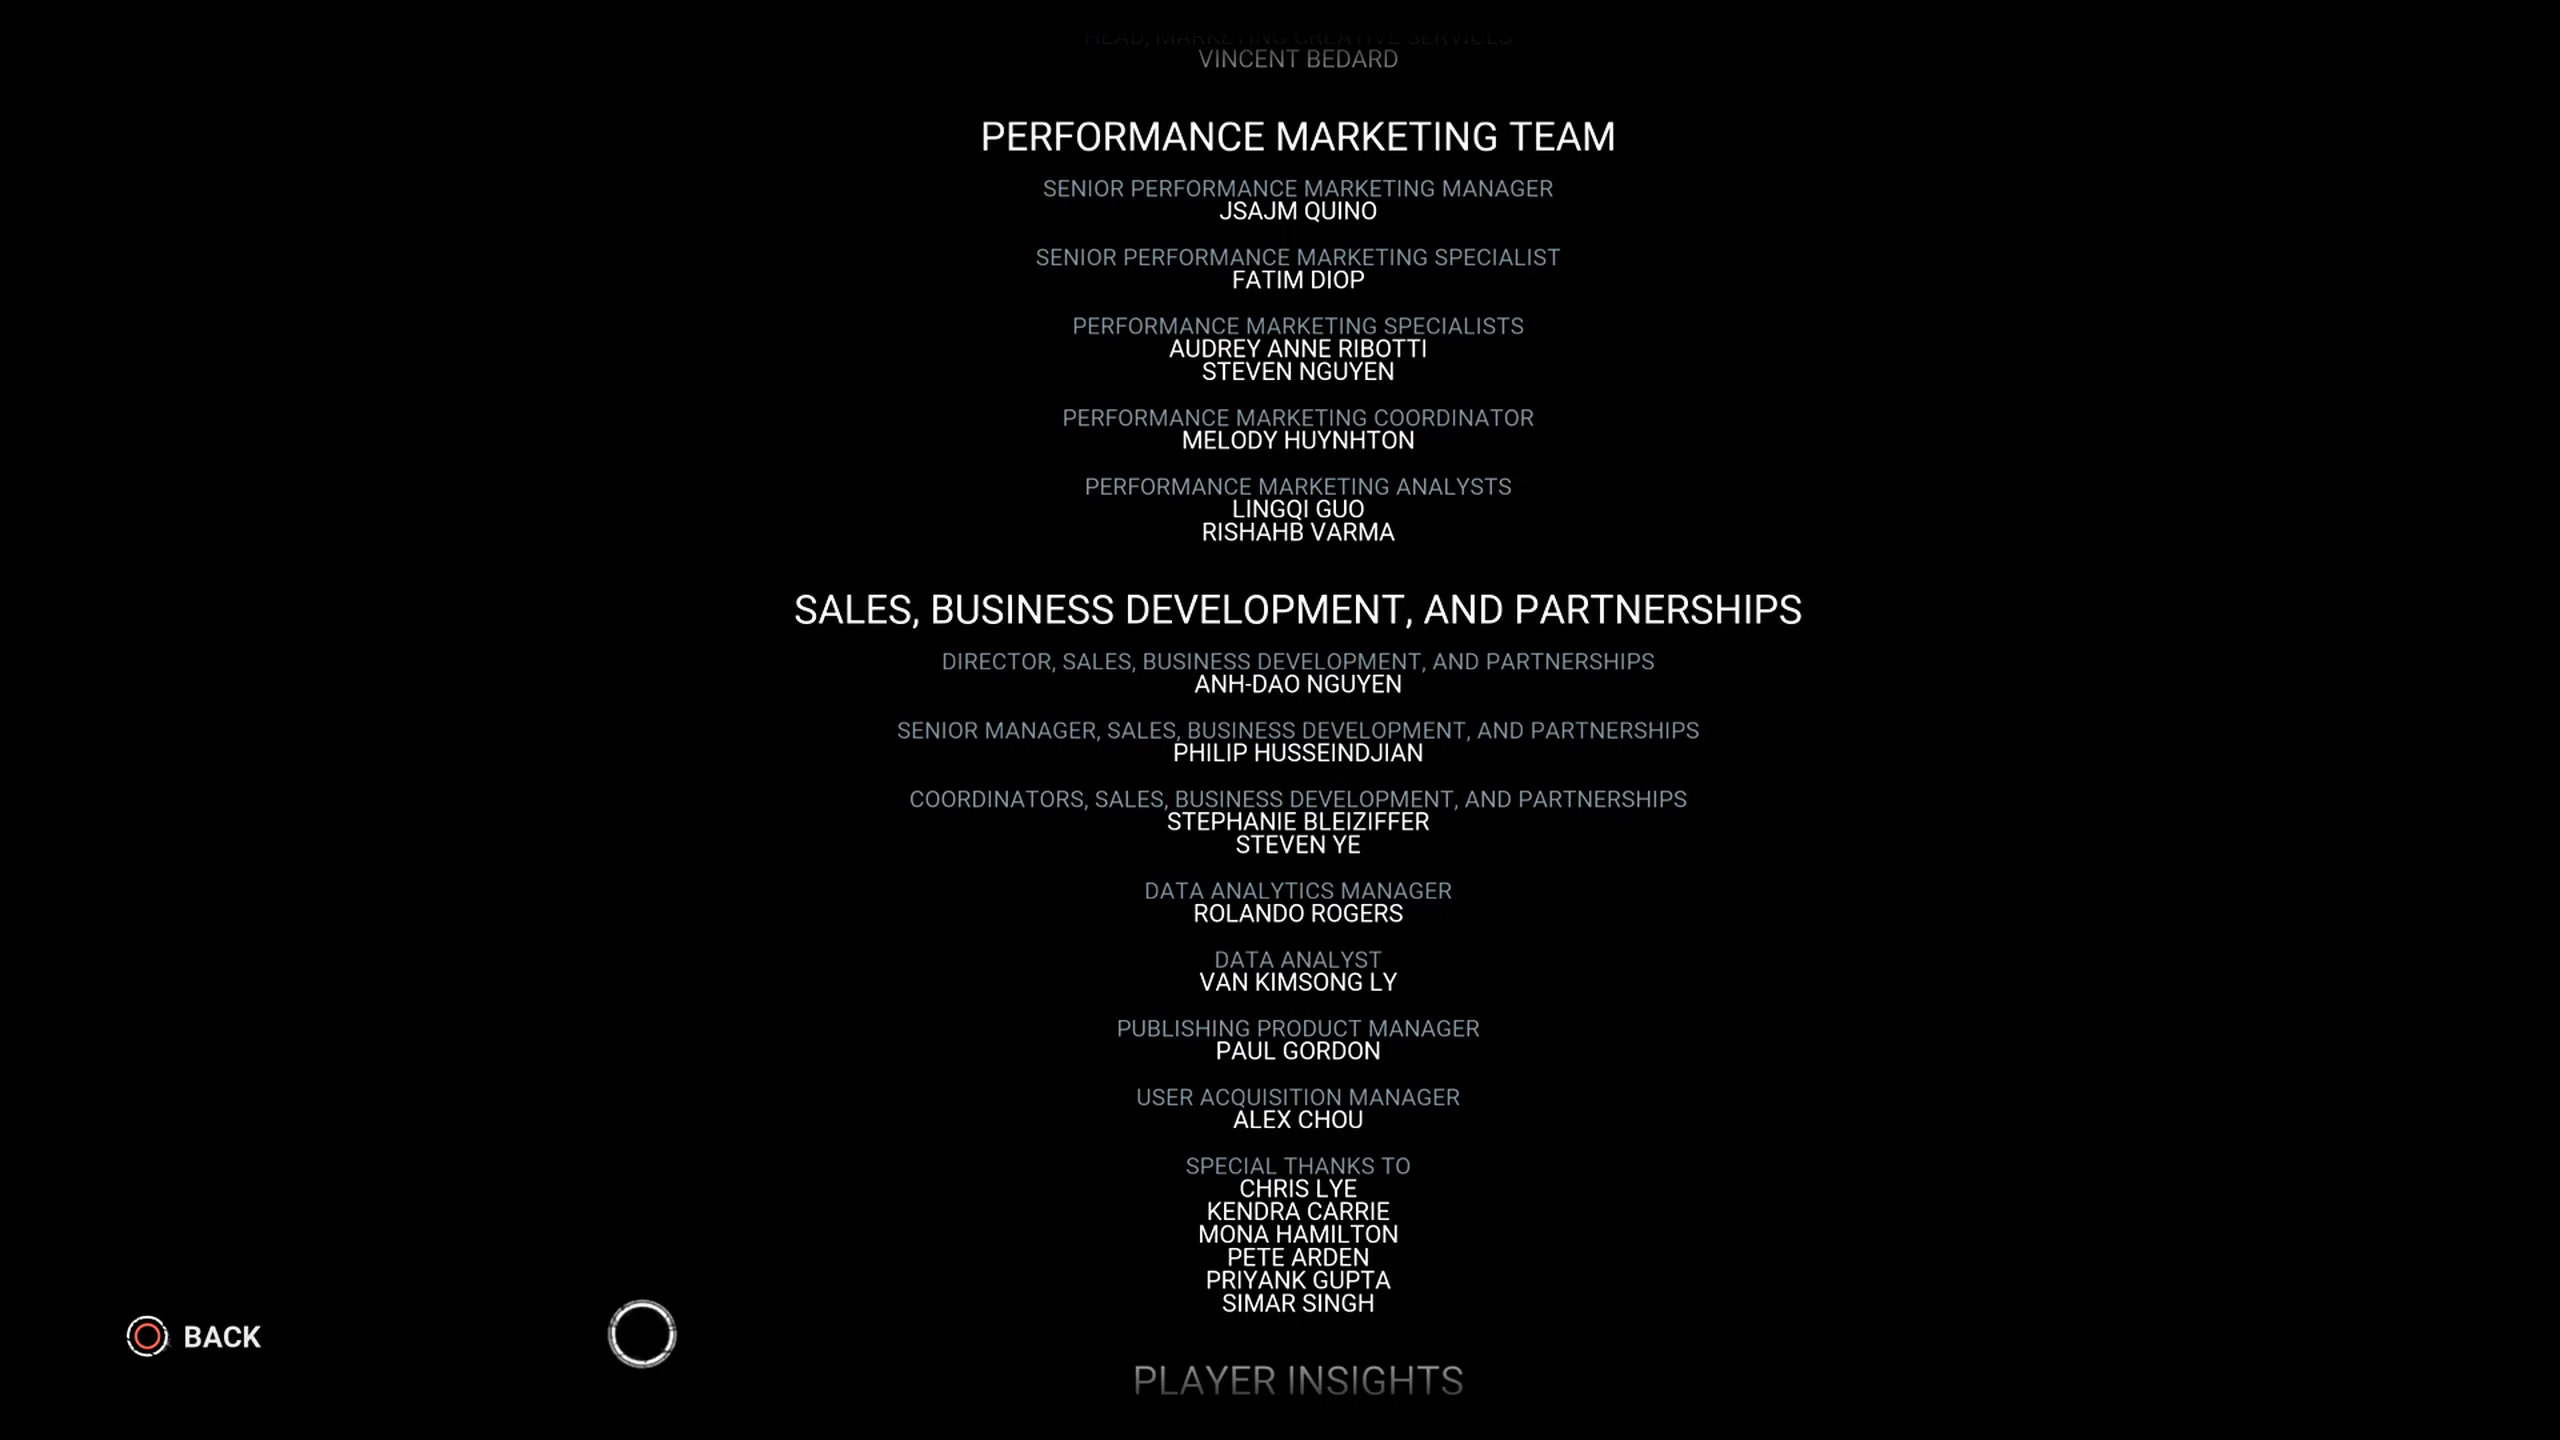 HEAD, MARKETING CREATIVE SERVICES
VINCENT BEDARD
PERFORMANCE MARKETING TEAM
SENIOR PERFORMANCE MARKETING MANAGER
JSAJM QUINO
SENIOR PERFORMANCE MARKETING SPECIALIST
FATIM DIOP
PERFORMANCE MARKETING SPECIALISTS
AUDREY ANNE RIBOTTI
STEVEN NGUYEN
PERFORMANCE MARKETING COORDINATOR
MELODY HUYNHTON
PERFORMANCE MARKETING ANALYSTS
LINGQI GUO
RISHAHB VARMA
SALES, BUSINESS DEVELOPMENT, AND PARTNERSHIPS
DIRECTOR, SALES, BUSINESS DEVELOPMENT, AND PARTNERSHIPS
ANH-DAO NGUYEN
SENIOR MANAGER, SALES, BUSINESS DEVELOPMENT, AND PARTNERSHIPS
PHILIP HUSSEINDJIAN
COORDINATORS, SALES, BUSINESS DEVELOPMENT, AND PARTNERSHIPS
STEPHANIE BLEIZIFFER
STEVEN YE
DATA ANALYTICS MANAGER
ROLANDO ROGERS
DATA ANALYST
VAN KIMSONG LY
PUBLISHING PRODUCT MANAGER
PAUL GORDON
USER ACQUISITION MANAGER
ALEX CHOU
SPECIAL THANKS TO
CHRIS LYE
KENDRA CARRIE
MONA HAMILTON
PETE ARDEN
PRIYANK GUPTA
SIMAR SINGH
BACK
PLAYER INSIGHTS